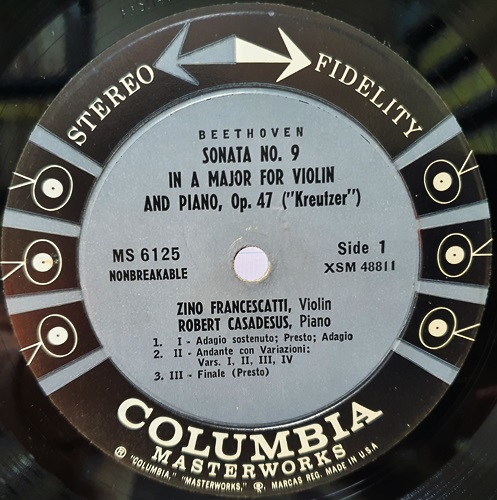 STEREO FIDELITY
BEETHOVEN
SONATA NO. 9
IN A MAJOR FOR VIOLIN
AND PIANO, Op. 47 ("Kreutzer")
MS 6125
NONBREAKABLE
Side 1
XSM 48811
ZINO FRANCESCATTI, Violin
ROBERT CASADESUS, Piano
1. I - Adagio sostenuto; Presto; Adagio
2. II - Andante con Variazioni;
Vars. I, II, III, IV
3. III - Finale (Presto)
COLUMBIA
MASTERWORKS
® "COLUMBIA," "MASTERWORKS," MARCAS REG. MADE IN U.S.A